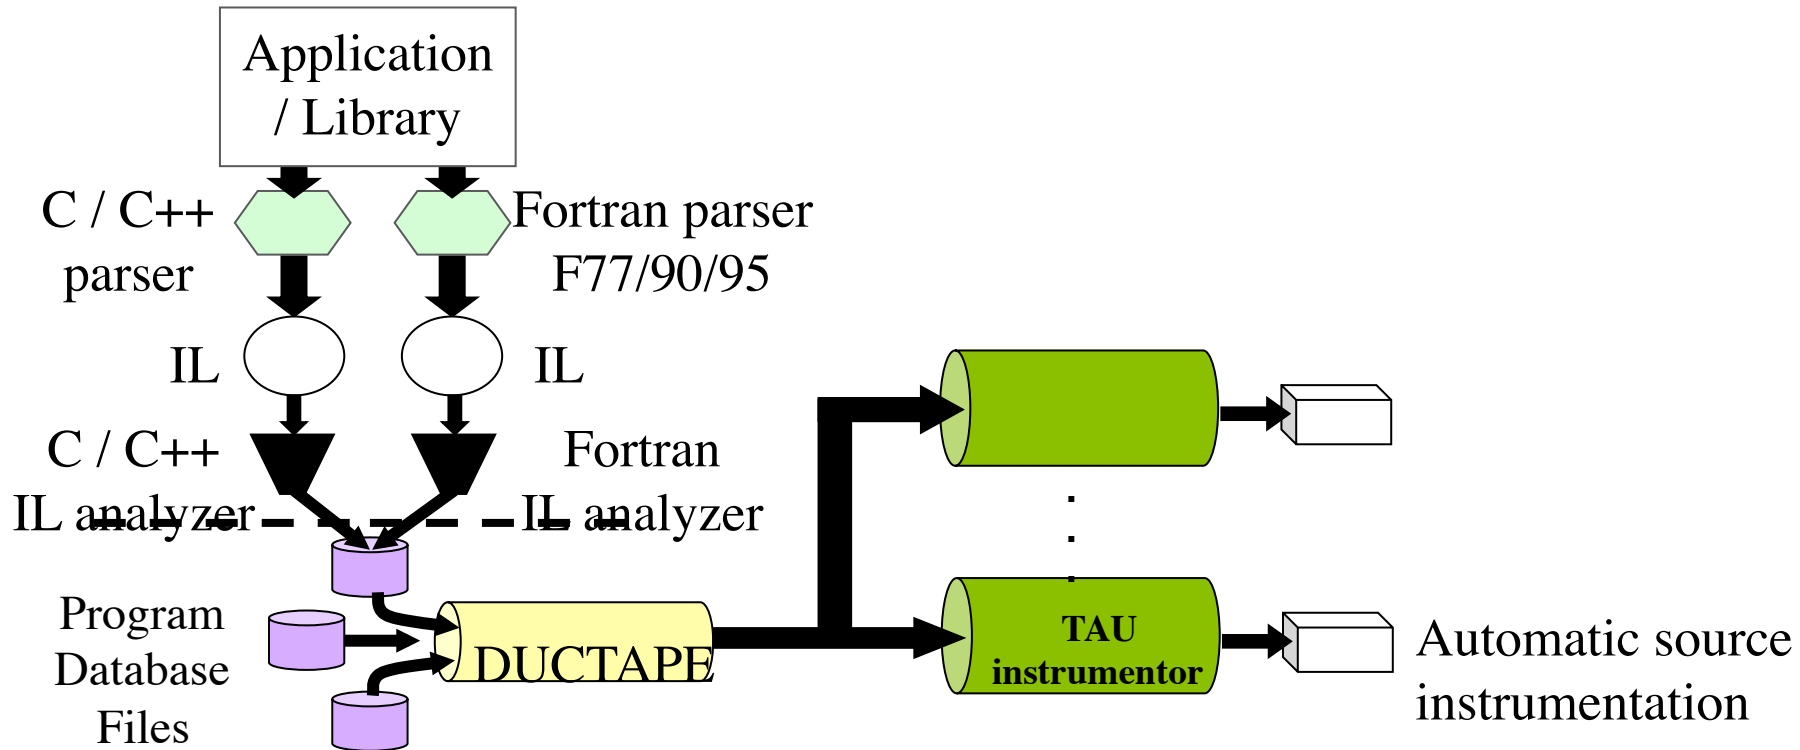 Application
/ Library
C / C++
parser
Fortran parser
F77/90/95
IL
IL
C / C++
IL analyzer
Fortran
IL analyzer
Program
Database
Files
DUCTAPE
TAU
instrumentor
Automatic source
instrumentation